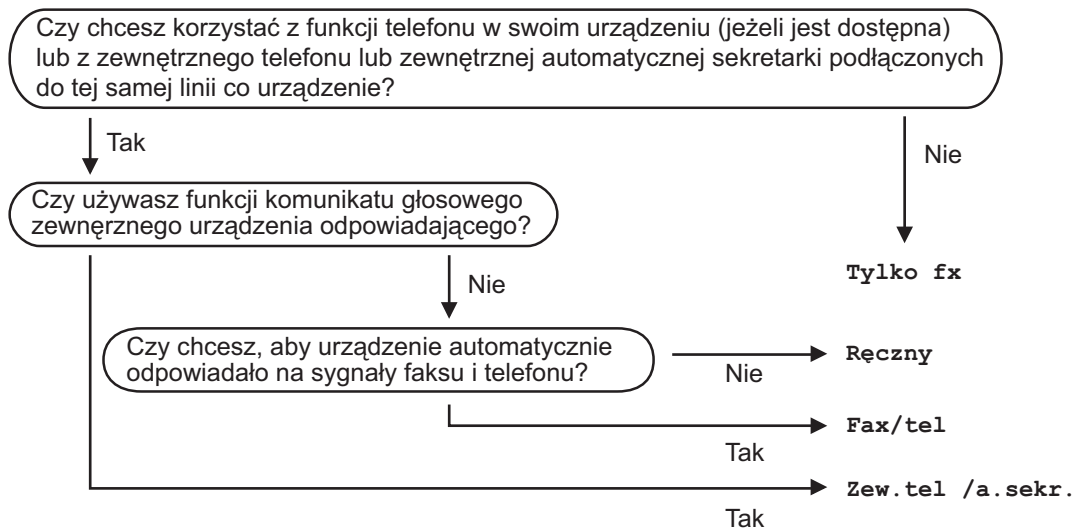 Czy chcesz korzystać z funkcji telefonu w swoim urządzeniu (jeżeli jest dostępna)
lub z zewnętrznego telefonu lub zewnętrznej automatycznej sekretarki podłączonych
do tej samej linii co urządzenie?
Tak
Nie
Czy używasz funkcji komunikatu głosowego
zewnęrznego urządzenia odpowiadającego?
Tylko fx
Nie
Czy chcesz, aby urządzenie automatycznie
odpowiadało na sygnały faksu i telefonu?
Nie
Ręczny
Fax/tel
Tak
Zew.tel /a.sekr.
Tak